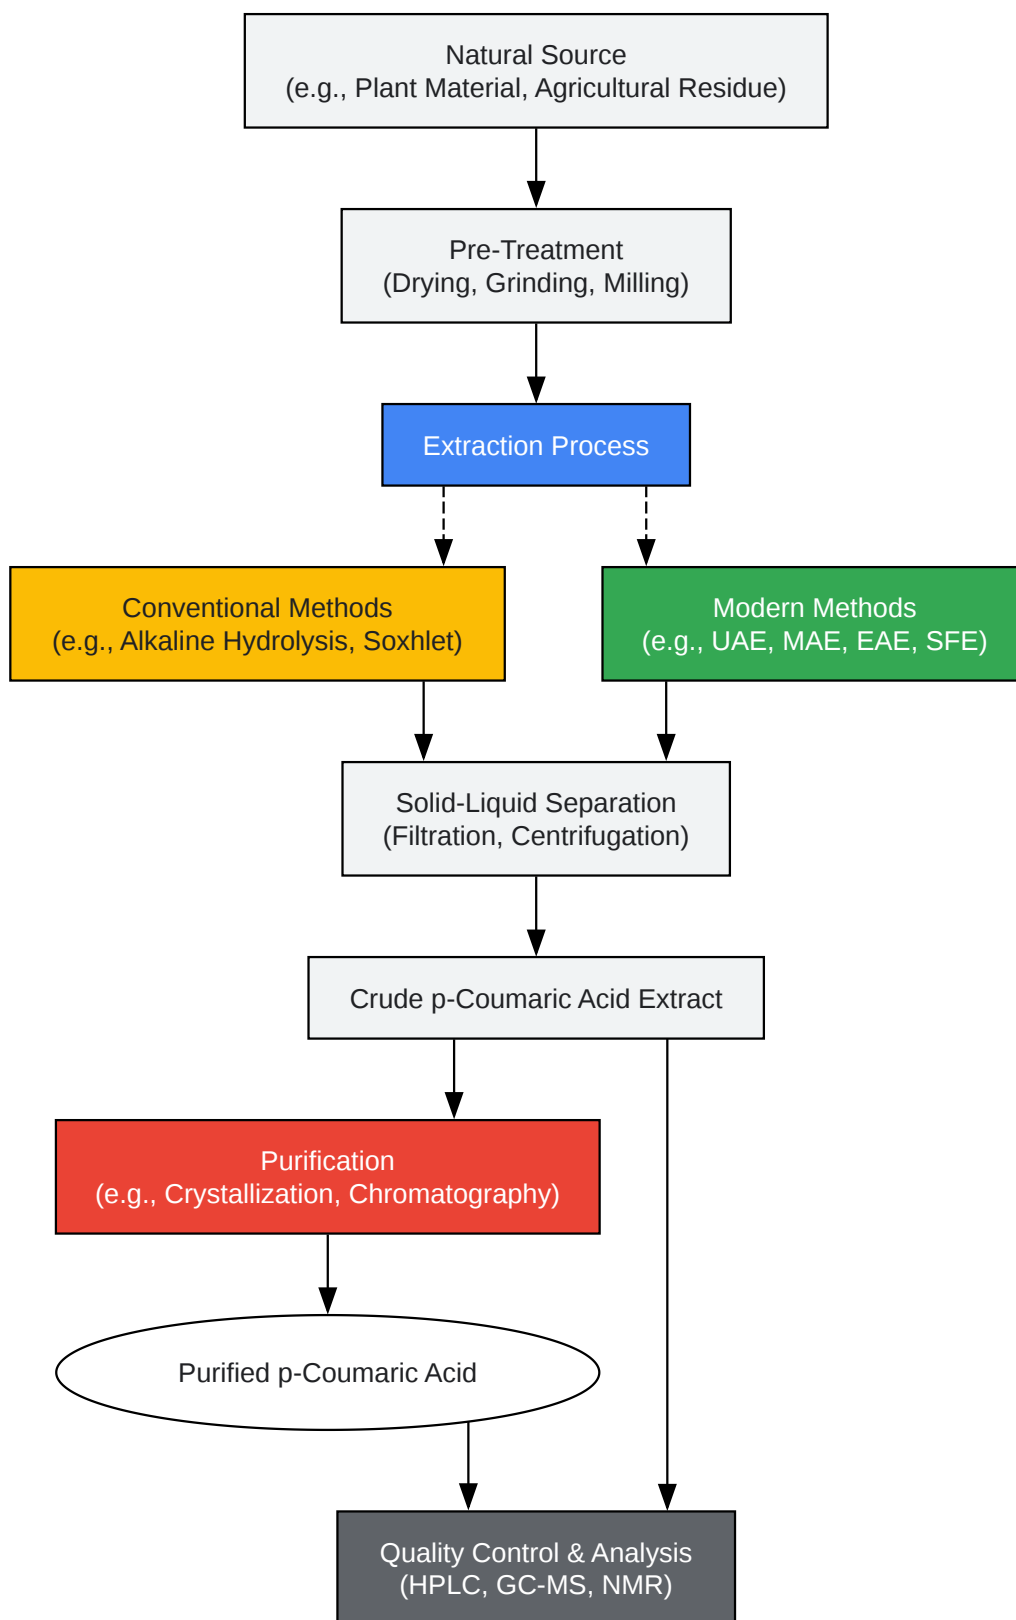 Natural Source
(e.g., Plant Material, Agricultural Residue)
Pre-Treatment
(Drying, Grinding, Milling)
Extraction Process
Conventional Methods
(e.g., Alkaline Hydrolysis, Soxhlet)
Modern Methods
(e.g., UAE, MAE, EAE, SFE)
Solid-Liquid Separation
(Filtration, Centrifugation)
Crude p-Coumaric Acid Extract
Purification
(e.g., Crystallization, Chromatography)
Purified p-Coumaric Acid
Quality Control & Analysis
(HPLC, GC-MS, NMR)